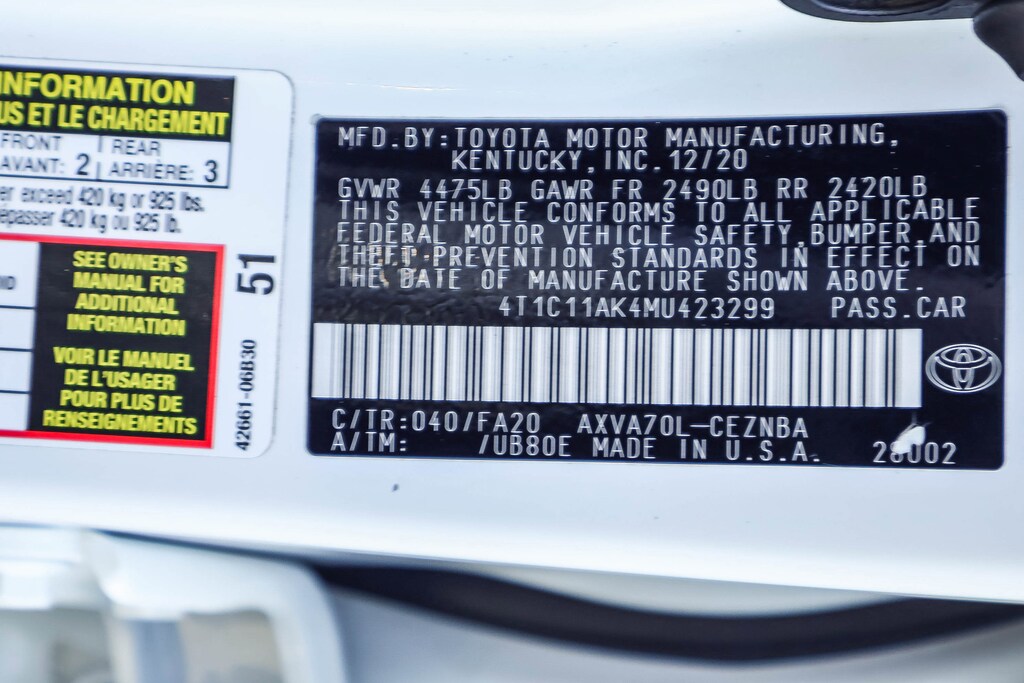 INFORMATION
US ET LE CHARGEMENT
FRONT | REAR
AVANT: 2 | ARRIÈRE: 3
exceed 420 kg or 925 lbs.
420 kg ou 925 lb.
SEE OWNER'S
MANUAL FOR
ADDITIONAL
INFORMATION
VOIR LE MANUEL
DE L'USAGER
POUR PLUS DE
RENSEIGNEMENTS
51
42661-06B30
MFD.BY:TOYOTA MOTOR MANUFACTURING,
KENTUCKY,INC.12/20
GVWR 4475LB GAWR FR 2490LB RR 2420LB
THIS VEHICLE CONFORMS TO ALL APPLICABLE
FEDERAL MOTOR VEHICLE SAFETY,BUMPER,AND
THEFT PREVENTION STANDARDS IN EFFECT ON
THE DATE OF MANUFACTURE SHOWN ABOVE.
4T1C11AK4MU423299 PASS.CAR
C/TR:040/FA20 AXVA70L-CEZNBA
A/TM: /UB80E MADE IN U.S.A.